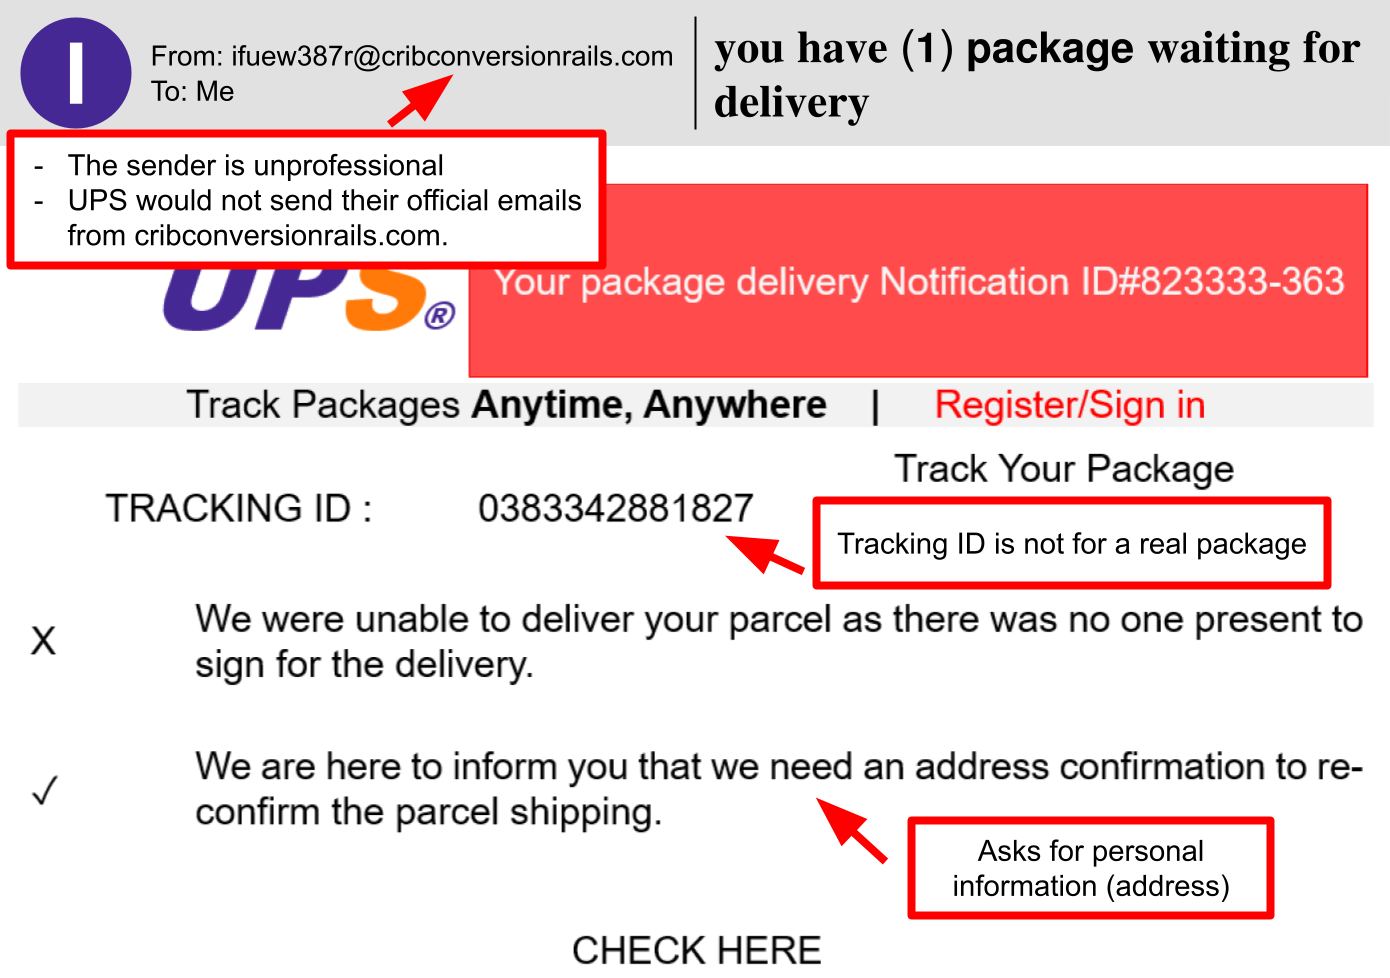 I
From: ifuew387r@cribconversionrails.com
To: Me
you have (1) package waiting for
delivery
- The sender is unprofessional
- UPS would not send their official emails
from cribconversionrails.com.
UPS®
Your package delivery Notification ID#823333-363
Track Packages Anytime, Anywhere | Register/Sign in
Track Your Package
TRACKING ID : 0383342881827
Tracking ID is not for a real package
X We were unable to deliver your parcel as there was no one present to
sign for the delivery.
✓ We are here to inform you that we need an address confirmation to re-
confirm the parcel shipping.
Asks for personal
information (address)
CHECK HERE